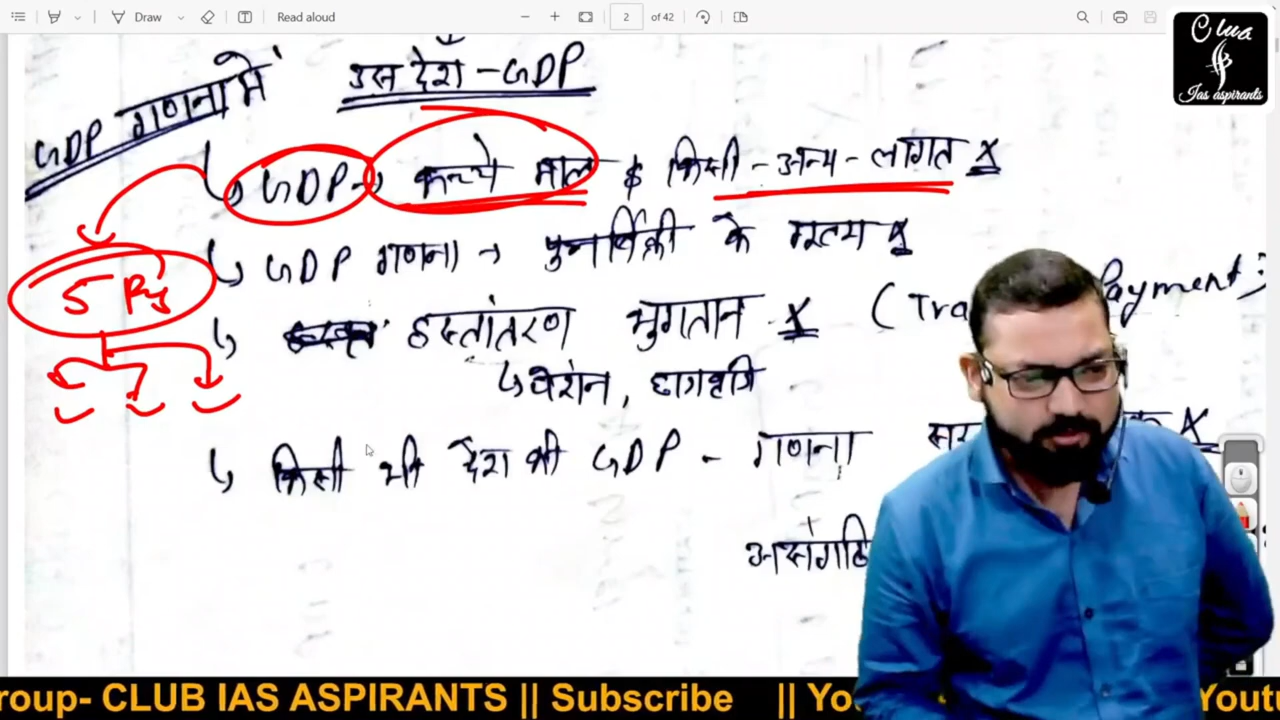 Draw
Read aloud
2 of 42
Clua
Ias aspirants
GDP गणना में
उस देश - GDP
GDP → कच्चे माल & किसी - अन्य - लागत X
GDP गणना → पुनर्विक्री के मूल्य X
हस्तांतरण भुगतान X (Tra Payment
पेंशन, छात्रवृत्ति
5 Rs
किसी भी देश की GDP - गणना X
असंगठि
roup- CLUB IAS ASPIRANTS || Subscribe || Yo Youtu